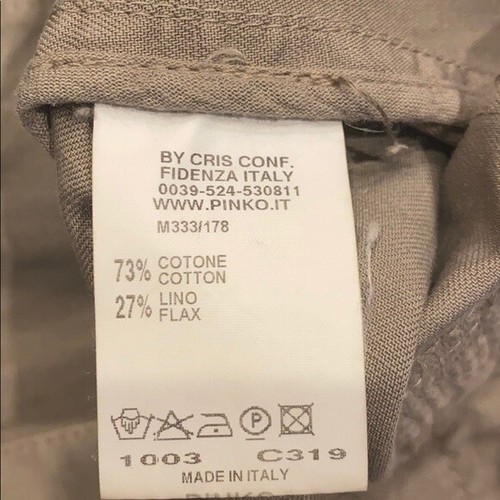 BY CRIS CONF.
FIDENZA ITALY
0039-524-530811
WWW.PINKO.IT
M333/178
73% COTONE
COTTON
27% LINO
FLAX
P
1003 C319
MADE IN ITALY
PINKO